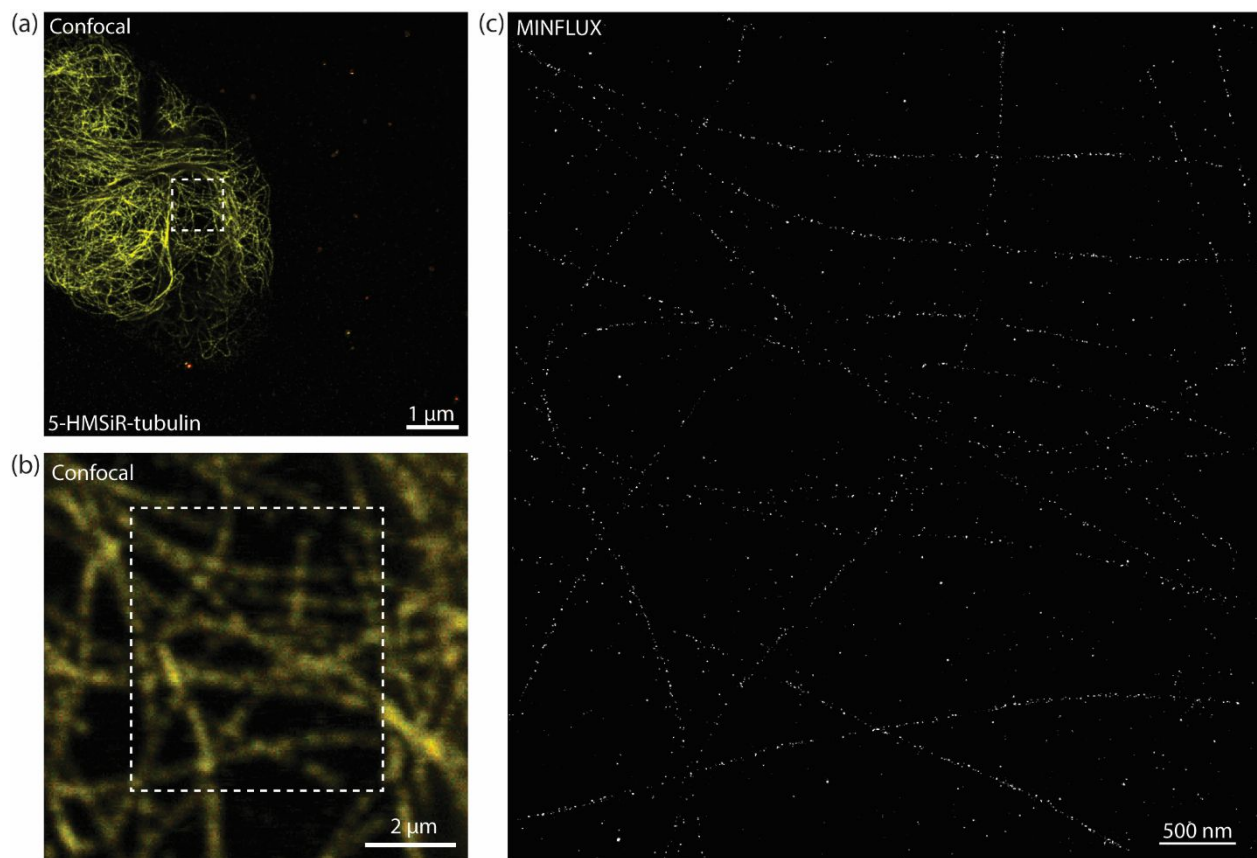 (a)
Confocal
5-HMSiR-tubulin
1 μm
(b)
Confocal
2 μm
(c)
MINFLUX
500 nm